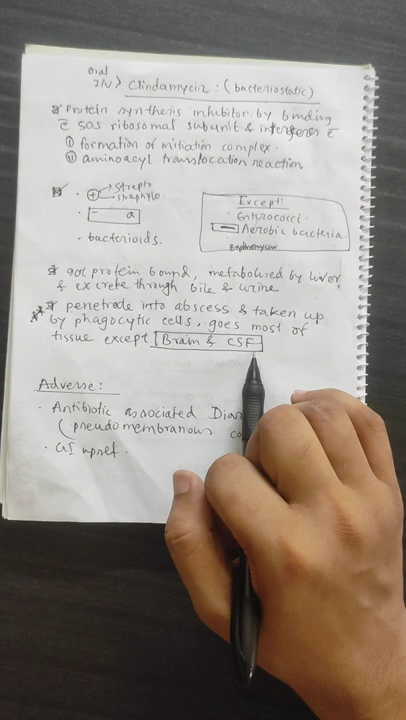 oral
I/V > Clindamycin : (bacteriostatic)
Protein synthesis inhibitor by binding
c̄ 50s ribosomal subunit & interferes c̄
(i) formation of initiation complex.
(ii) aminoacyl translocation reaction
+ → strepto
→ staphylo
- a
bacterioids.
Except:
Enterococci.
- Aerobic bacteria
90% protein bound, metabolised by liver
& excrete through bile & urine
** penetrate into abscess & taken up
by phagocytic cells, goes most of
tissue except Brain & CSF
Adverse:
· Antibiotic associated Diar
(pseudomembranous co
· GI upset.